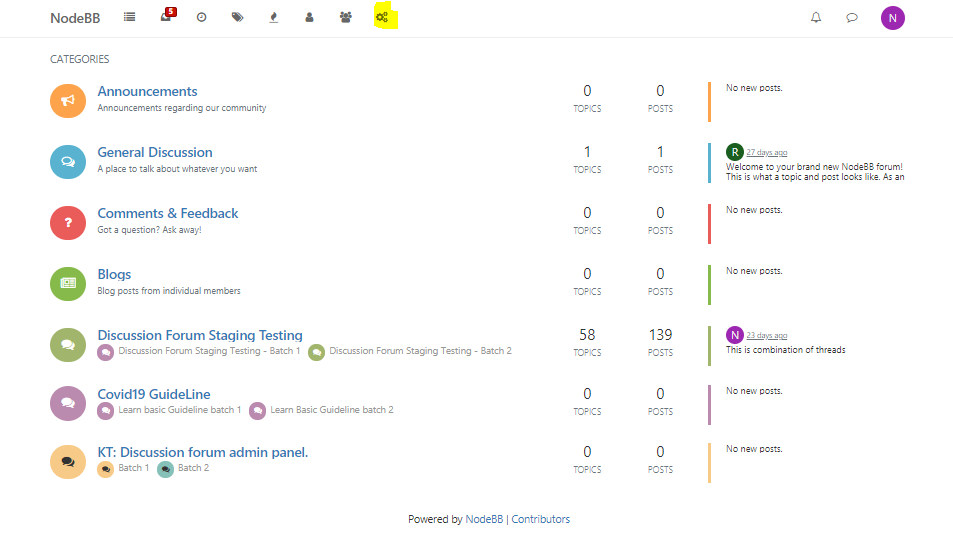 NodeBB
5
N
CATEGORIES
Announcements
Announcements regarding our community
0
TOPICS
0
POSTS
No new posts.
General Discussion
A place to talk about whatever you want
1
TOPICS
1
POSTS
R 27 days ago
Welcome to your brand new NodeBB forum!
This is what a topic and post looks like. As an
Comments & Feedback
Got a question? Ask away!
0
TOPICS
0
POSTS
No new posts.
Blogs
Blog posts from individual members
0
TOPICS
0
POSTS
No new posts.
Discussion Forum Staging Testing
Discussion Forum Staging Testing - Batch 1 Discussion Forum Staging Testing - Batch 2
58
TOPICS
139
POSTS
N 23 days ago
This is combination of threads
Covid19 GuideLine
Learn basic Guideline batch 1 Learn Basic Guideline batch 2
0
TOPICS
0
POSTS
No new posts.
KT: Discussion forum admin panel.
Batch 1 Batch 2
0
TOPICS
0
POSTS
No new posts.
Powered by NodeBB | Contributors